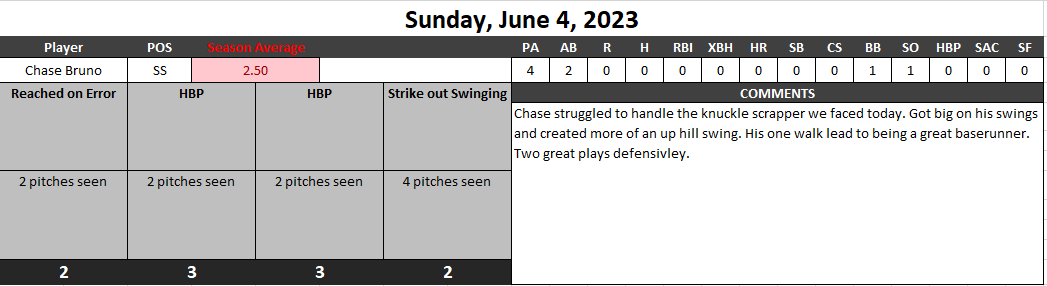 Sunday, June 4, 2023
Player POS Season Average PA AB R H RBI XBH HR SB CS BB SO HBP SAC SF
Chase Bruno SS 2.50 4 2 0 0 0 0 0 0 0 1 1 0 0 0
Reached on Error HBP HBP Strike out Swinging COMMENTS
Chase struggled to handle the knuckle scrapper we faced today. Got big on his swings
and created more of an up hill swing. His one walk lead to being a great baserunner.
Two great plays defensivley.
2 pitches seen 2 pitches seen 2 pitches seen 4 pitches seen
2 3 3 2